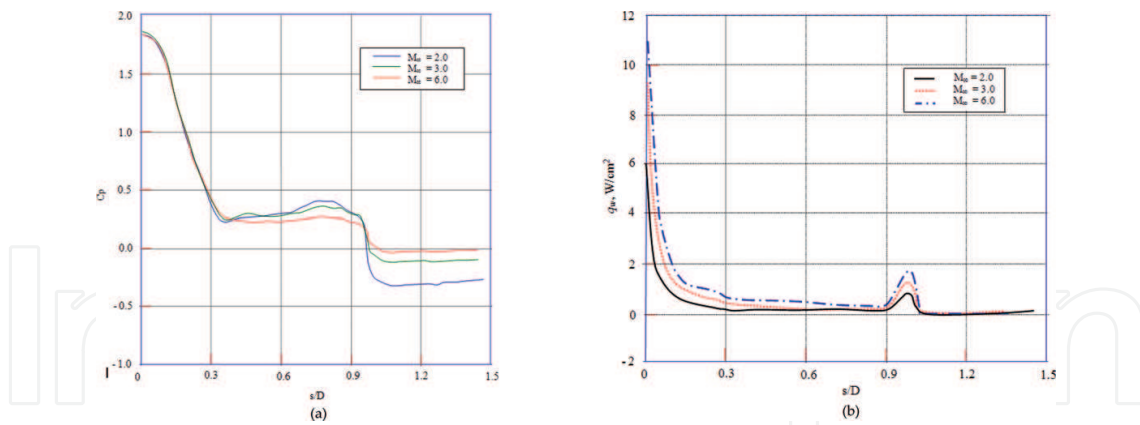 2.0
1.5
1.0
0.5
0.0
- 0.5
- 1.0
Cp
M∞ = 2.0
M∞ = 3.0
M∞ = 6.0
0
0.3
0.6
0.9
1.2
1.5
s/D
(a)
12
10
8
6
4
2
0
- 2
qw, W/cm²
M∞ = 2.0
M∞ = 3.0
M∞ = 6.0
0
0.3
0.6
0.9
1.2
1.5
s/D
(b)